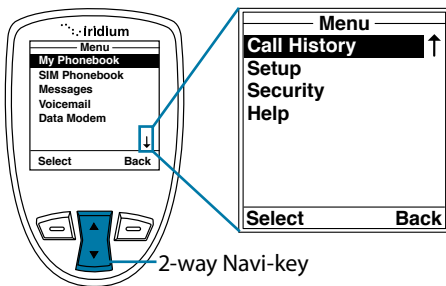 iridium
Menu
My Phonebook
SIM Phonebook
Messages
Voicemail
Data Modem
↓
Select Back
Menu
Call History ↑
Setup
Security
Help
Select Back
2-way Navi-key